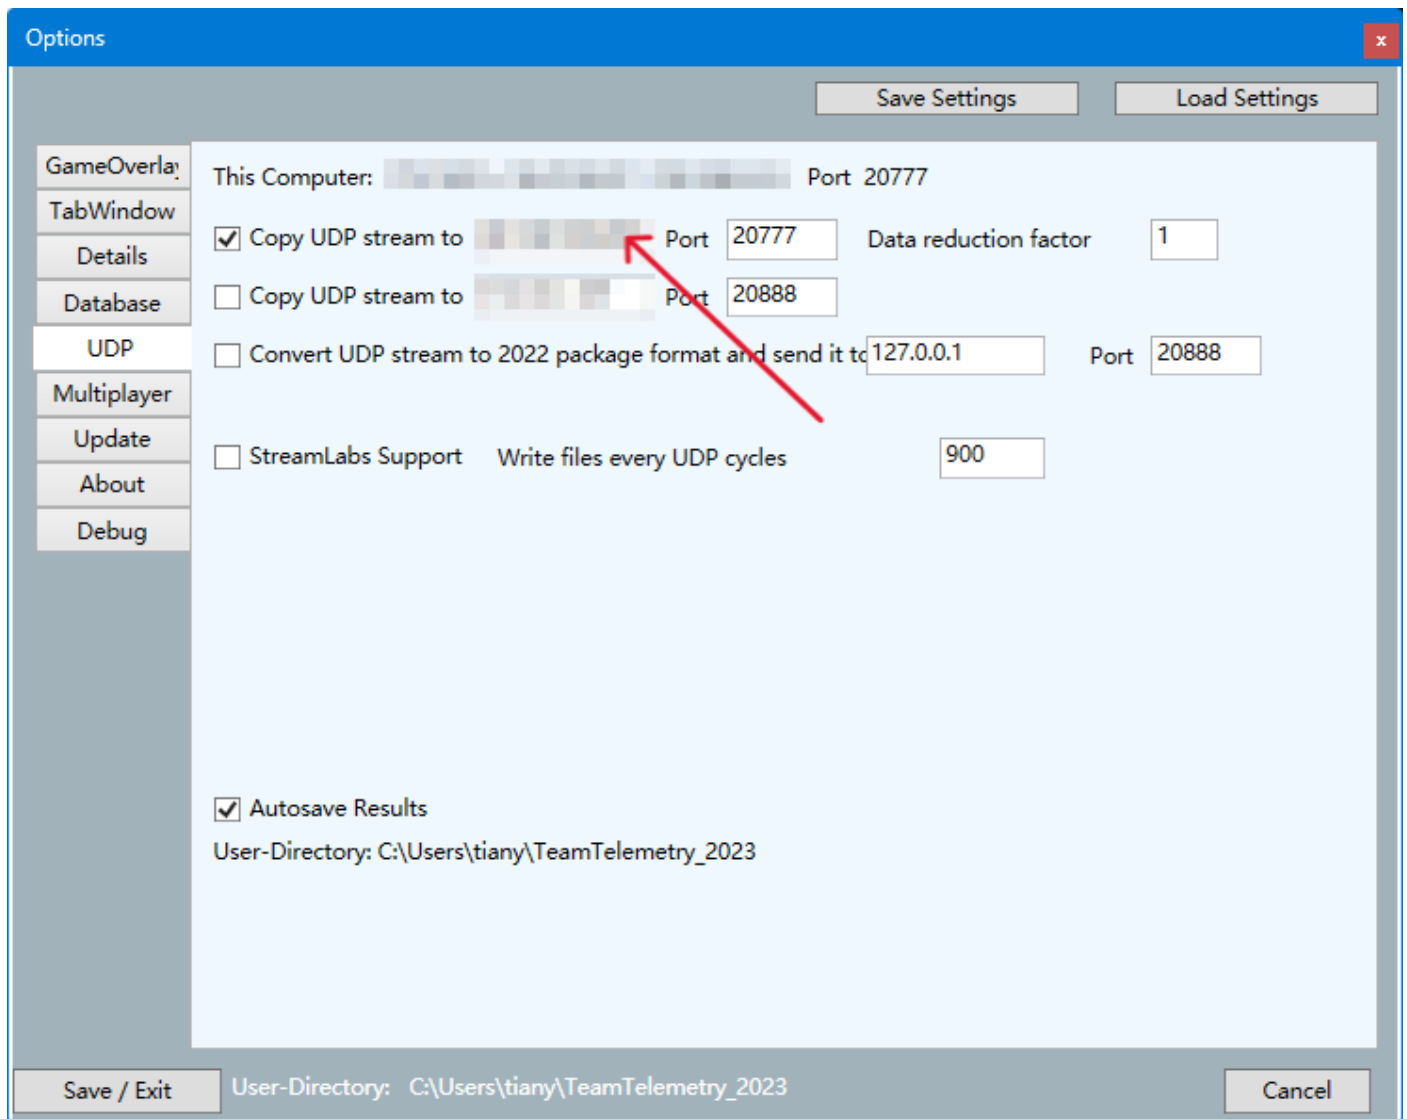 Options
x
Save Settings Load Settings
GameOverlay
TabWindow
Details
Database
UDP
Multiplayer
Update
About
Debug
This Computer: Port 20777
Copy UDP stream to Port 20777 Data reduction factor 1
Copy UDP stream to Port 20888
Convert UDP stream to 2022 package format and send it to 127.0.0.1 Port 20888
StreamLabs Support Write files every UDP cycles 900
Autosave Results
User-Directory: C:\Users\tiany\TeamTelemetry_2023
Save / Exit User-Directory: C:\Users\tiany\TeamTelemetry_2023 Cancel